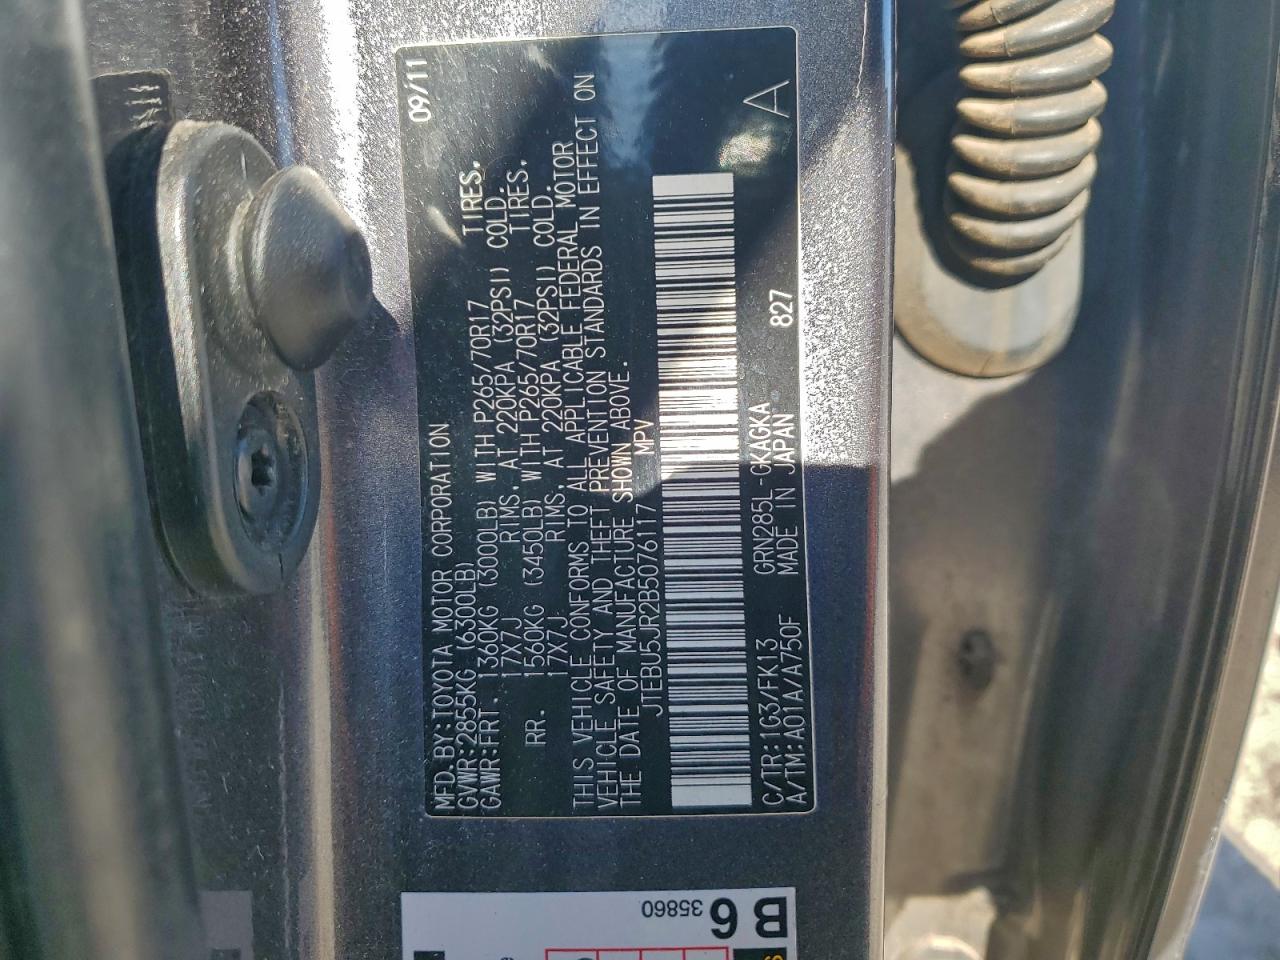 MFD.BY:TOYOTA MOTOR CORPORATION 09/11
GVWR:2855KG (6300LB)
GAWR:FRT. 1360KG (3000LB) WITH P265/70R17 TIRES.
17X7J RIMS, AT 220KPA (32PSI) COLD.
RR. 1560KG (3450LB) WITH P265/70R17 TIRES.
17X7J RIMS, AT 220KPA (32PSI) COLD.
THIS VEHICLE CONFORMS TO ALL APPLICABLE FEDERAL MOTOR
VEHICLE SAFETY AND THEFT PREVENTION STANDARDS IN EFFECT ON
THE DATE OF MANUFACTURE SHOWN ABOVE.
JTEBU5JR2B5076117 MPV
C/TR:1G3/FK13 GRN285L-GKAGKA
A/TM:A01A/A750F MADE IN JAPAN 827 A
B6
35860